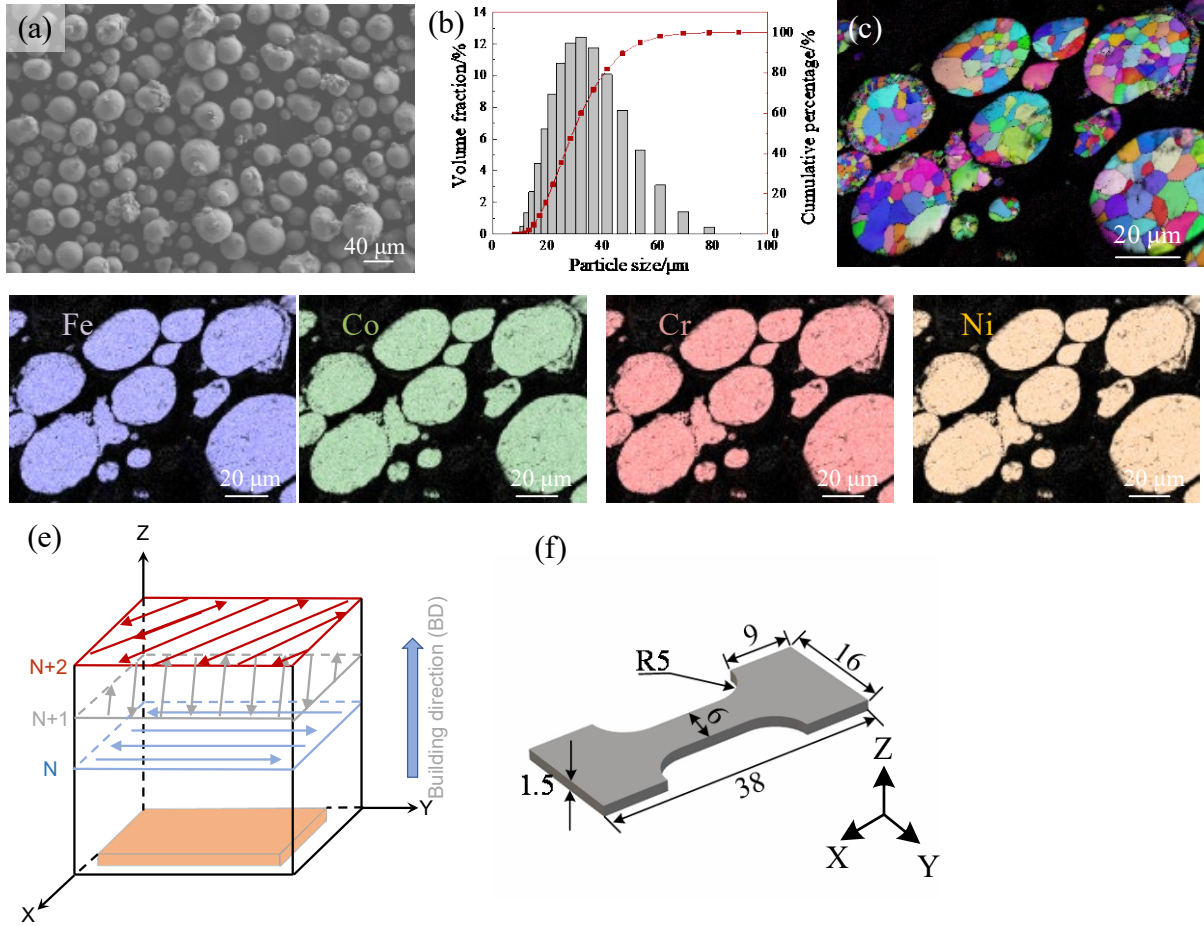 (a)
40 μm
(b)
Volume fraction/%
14
12
10
8
6
4
2
0
0
20
40
60
80
100
Particle size/μm
100
80
60
40
20
0
Cumulative percentage/%
(c)
20 μm
Fe
20 μm
Co
20 μm
Cr
20 μm
Ni
20 μm
(e)
Z
N+2
N+1
N
Building direction (BD)
Y
X
(f)
9
16
R5
6
1.5
38
Z
X
Y